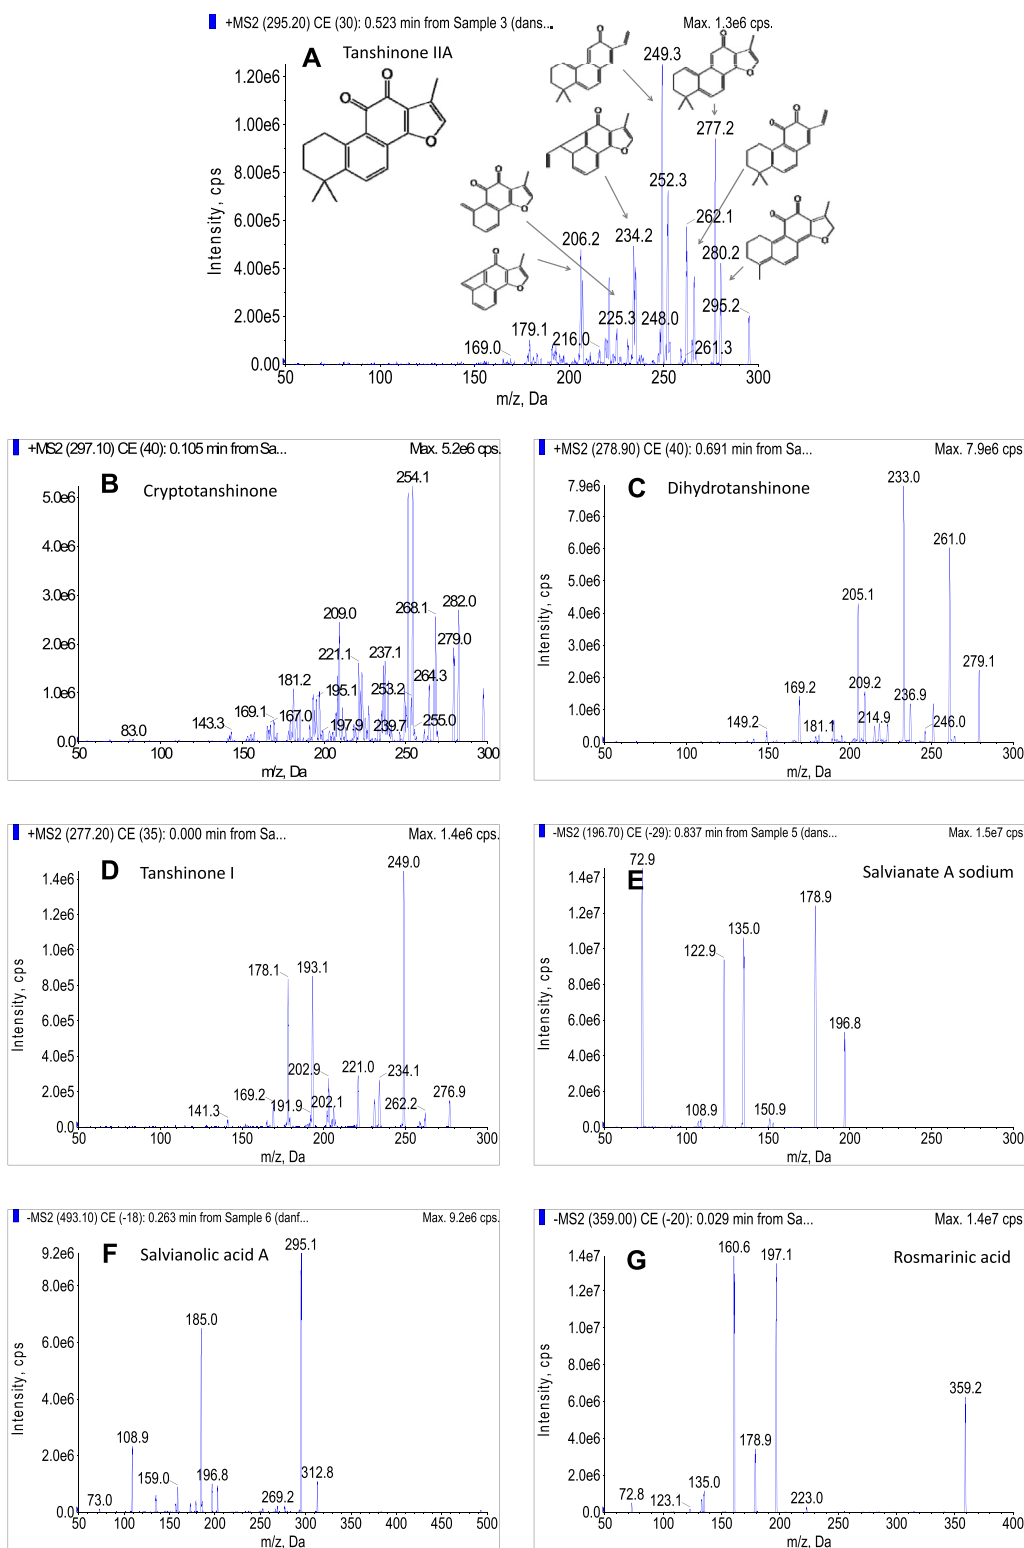 +MS2 (295.20) CE (30): 0.523 min from Sample 3 (dans... Max. 1.3e6 cps.
A Tanshinone IIA
Intensity, cps
1.20e6
1.00e6
8.00e5
6.00e5
4.00e5
2.00e5
0.00
O O O
O O O O
O O O O O O
O O O O O
249.3
277.2
252.3
262.1
234.2
206.2
280.2
295.2
225.3 248.0
179.1
216.0
169.0
261.3
50 100 150 200 250 300
m/z, Da
+MS2 (297.10) CE (40): 0.105 min from Sa... Max. 5.2e6 cps.
B Cryptotanshinone
5.0e6
4.0e6
3.0e6
2.0e6
1.0e6
0.0
254.1
268.1 282.0
209.0
279.0
221.1 237.1
264.3
181.2
195.1 253.2
169.1 167.0
143.3 197.9 239.7 255.0
83.0
50 100 150 200 250 300
m/z, Da
+MS2 (278.90) CE (40): 0.691 min from Sa... Max. 7.9e6 cps
C Dihydrotanshinone
Intensity, cps
7.9e6
7.0e6
6.0e6
5.0e6
4.0e6
3.0e6
2.0e6
1.0e6
0.0
233.0
261.0
205.1
279.1
209.2
169.2
236.9
149.2 181.1 214.9 246.0
50 100 150 200 250 300
m/z, Da
+MS2 (277.20) CE (35): 0.000 min from Sa... Max. 1.4e6 cps.
D Tanshinone I
Intensity, cps
1.4e6
1.2e6
1.0e6
8.0e5
6.0e5
4.0e5
2.0e5
0.0
249.0
178.1 193.1
202.9 221.0 234.1
169.2 276.9
141.3 191.9 202.1 262.2
50 100 150 200 250 300
m/z, Da
-MS2 (196.70) CE (-29): 0.837 min from Sample 5 (dans... Max. 1.5e7 cps.
E Salvianate A sodium
Intensity, cps
1.4e7
1.2e7
1.0e7
8.0e6
6.0e6
4.0e6
2.0e6
0.0
72.9
178.9
135.0
122.9
196.8
108.9 150.9
50 100 150 200 250 300
m/z, Da
-MS2 (493.10) CE (-18): 0.263 min from Sample 6 (danf... Max. 9.2e6 cps.
F Salvianolic acid A
Intensity, cps
9.2e6
8.0e6
6.0e6
4.0e6
2.0e6
0.0
295.1
185.0
108.9
159.0 196.8 312.8
73.0 269.2
50 100 150 200 250 300 350 400 450 500
m/z, Da
-MS2 (359.00) CE (-20): 0.029 min from Sa... Max. 1.4e7 cps.
G Rosmarinic acid
Intensity, cps
1.4e7
1.2e7
1.0e7
8.0e6
6.0e6
4.0e6
2.0e6
0.0
160.6 197.1
359.2
178.9
135.0
72.8 123.1 223.0
50 100 150 200 250 300 350 400
m/z, Da